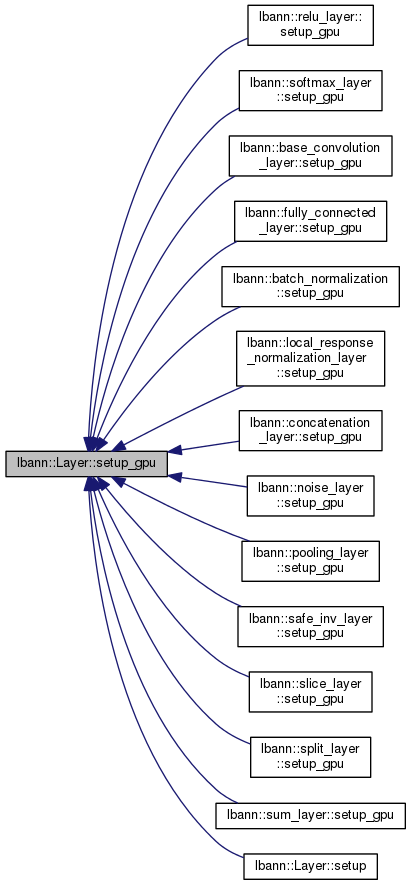 lbann::relu_layer::
setup_gpu
lbann::softmax_layer
::setup_gpu
lbann::base_convolution
_layer::setup_gpu
lbann::fully_connected
_layer::setup_gpu
lbann::batch_normalization
::setup_gpu
lbann::local_response
_normalization_layer
::setup_gpu
lbann::concatenation
_layer::setup_gpu
lbann::Layer::setup_gpu
lbann::noise_layer
::setup_gpu
lbann::pooling_layer
::setup_gpu
lbann::safe_inv_layer
::setup_gpu
lbann::slice_layer
::setup_gpu
lbann::split_layer
::setup_gpu
lbann::sum_layer::setup_gpu
lbann::Layer::setup